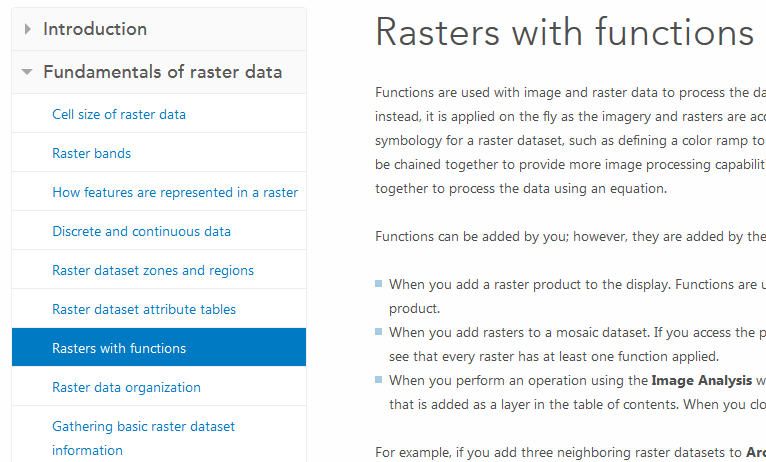 Introduction
Fundamentals of raster data
Cell size of raster data
Raster bands
How features are represented in a raster
Discrete and continuous data
Raster dataset zones and regions
Raster dataset attribute tables
Rasters with functions
Raster data organization
Gathering basic raster dataset
information
Rasters with functions
Functions are used with image and raster data to process the da
instead, it is applied on the fly as the imagery and rasters are acc
symbology for a raster dataset, such as defining a color ramp to
be chained together to provide more image processing capabilit
together to process the data using an equation.
Functions can be added by you; however, they are added by the
When you add a raster product to the display. Functions are u
product.
When you add rasters to a mosaic dataset. If you access the p
see that every raster has at least one function applied.
When you perform an operation using the Image Analysis w
that is added as a layer in the table of contents. When you clo
For example, if you add three neighboring raster datasets to Arc